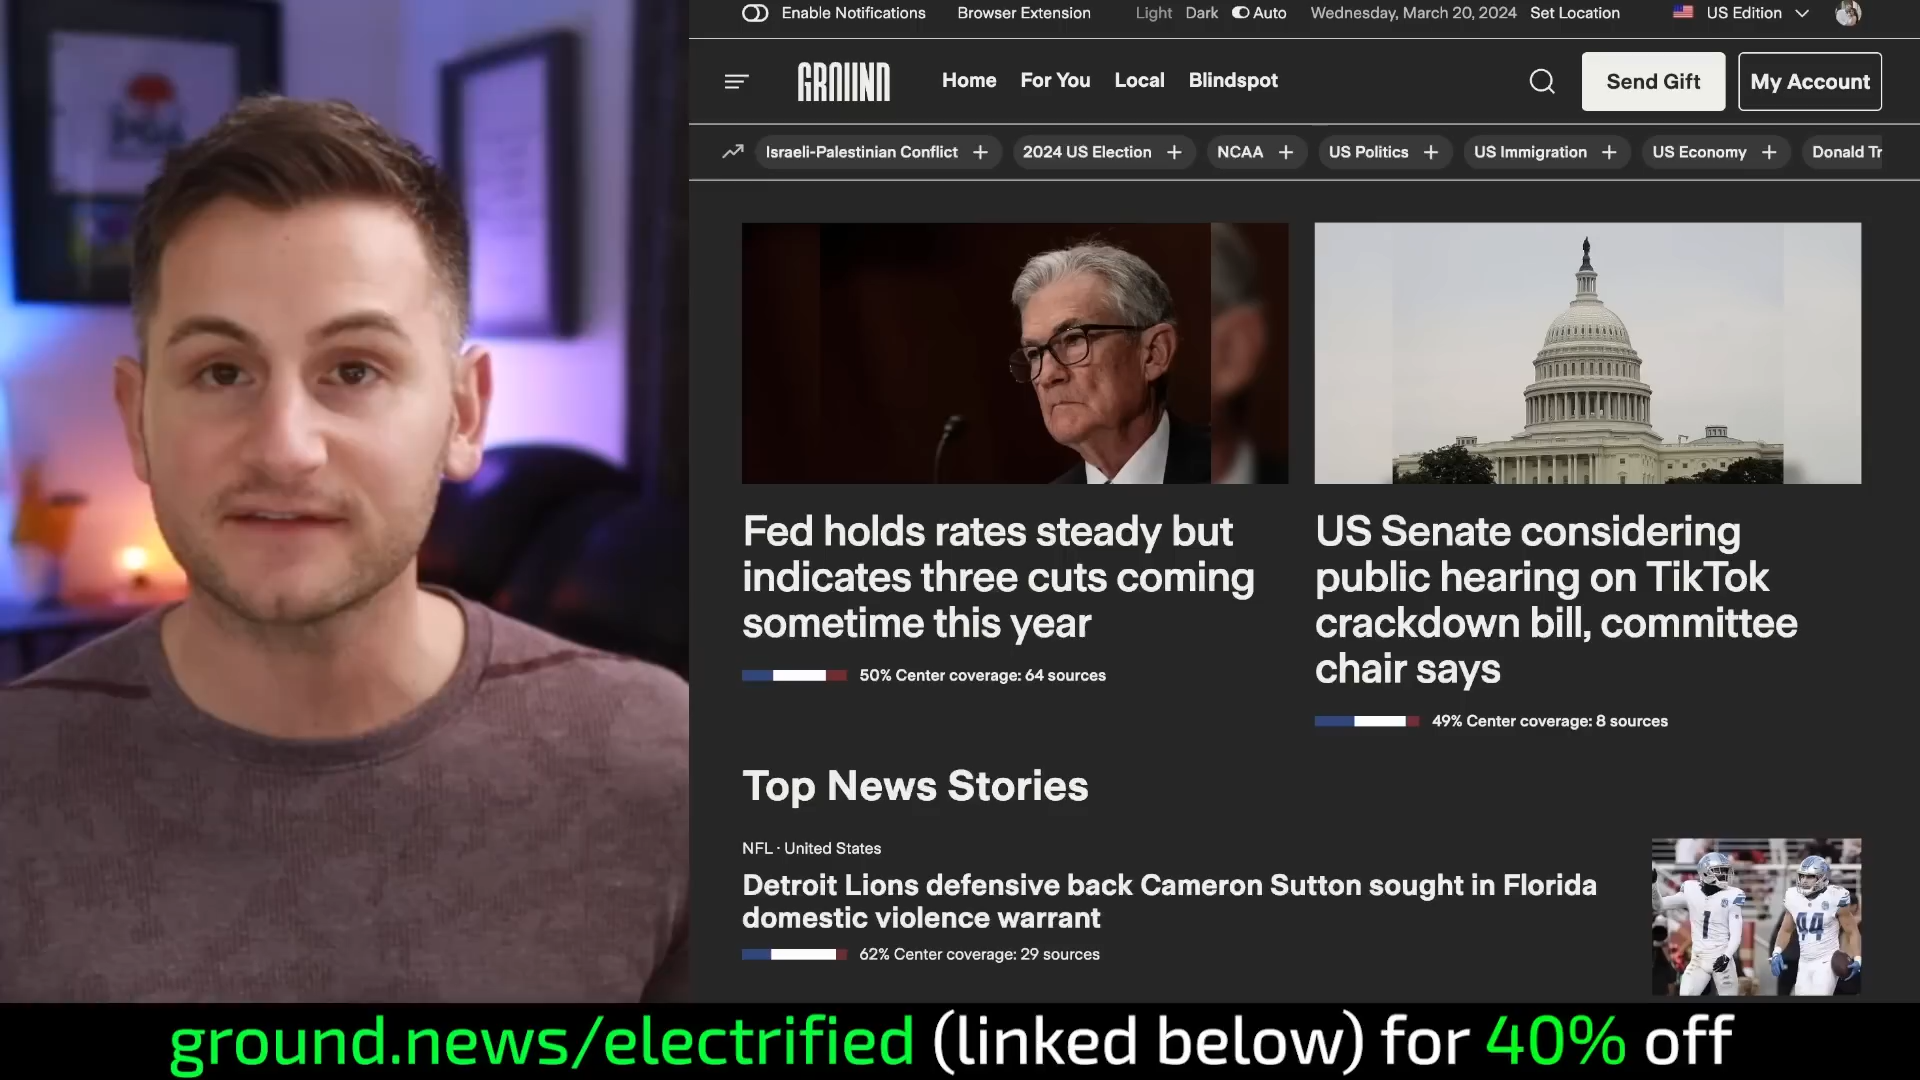 Enable Notifications Browser Extension Light Dark Auto Wednesday, March 20, 2024 Set Location US Edition
GROUND Home For You Local Blindspot Send Gift My Account
Israeli-Palestinian Conflict + 2024 US Election + NCAA + US Politics + US Immigration + US Economy + Donald Tr
Fed holds rates steady but
indicates three cuts coming
sometime this year
50% Center coverage: 64 sources
US Senate considering
public hearing on TikTok
crackdown bill, committee
chair says
49% Center coverage: 8 sources
Top News Stories
NFL · United States
Detroit Lions defensive back Cameron Sutton sought in Florida
domestic violence warrant
62% Center coverage: 29 sources
1
44
ground.news/electrified (linked below) for 40% off